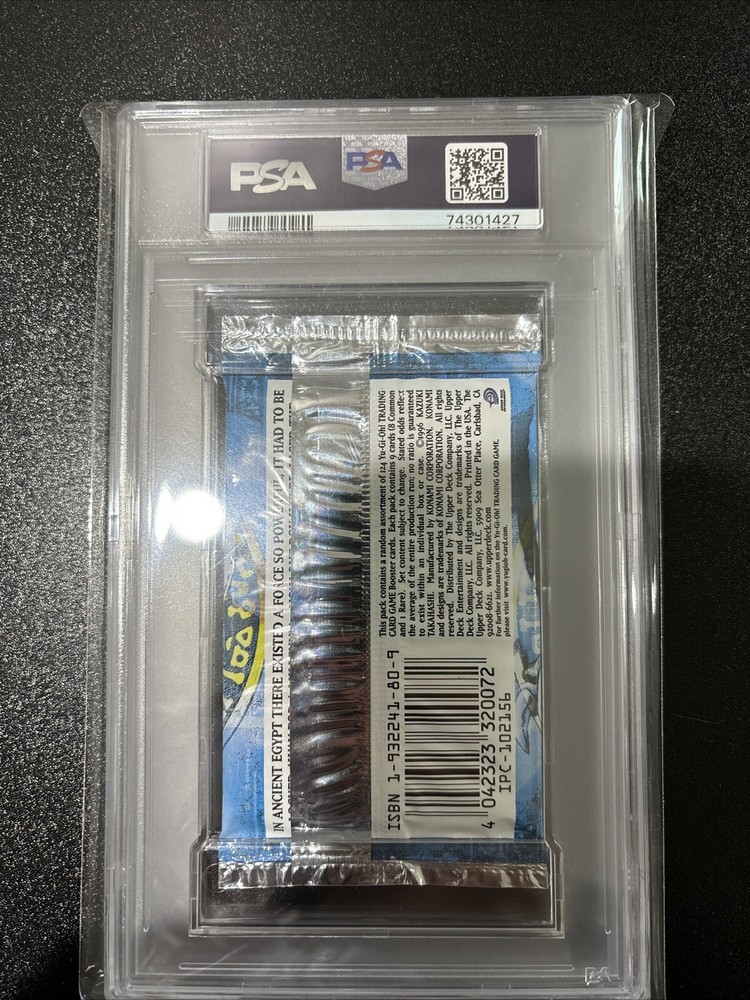 PSA
PSA
74301427
IN ANCIENT EGYPT THERE EXISTED A FORCE SO POWERFUL IT HAD TO BE
This pack contains a random assortment of 124 Yu-Gi-Oh! TRADING
CARD GAME Booster cards. Each pack contains 9 cards (8 Common
and 1 Rare). Set content subject to change. Stated odds reflect
the average of the entire production run; no ratio is guaranteed
to exist within an individual box or case. ©1996 KAZUKI
TAKAHASHI. Manufactured by KONAMI CORPORATION. KONAMI
and designs are trademarks of KONAMI CORPORATION. All rights
reserved. Distributed by The Upper Deck Company, LLC. Upper
Deck Entertainment and designs are trademarks of The Upper
Deck Company, LLC. All rights reserved. Printed in the USA. The
Upper Deck Company, LLC. 5909 Sea Otter Place, Carlsbad, CA
92008-6621. www.upperdeck.com
For further information on the Yu-Gi-Oh! TRADING CARD GAME,
please visit www.yugioh-card.com.
ISBN 1-932241-80-9
4 042323 320072
IPC-102156